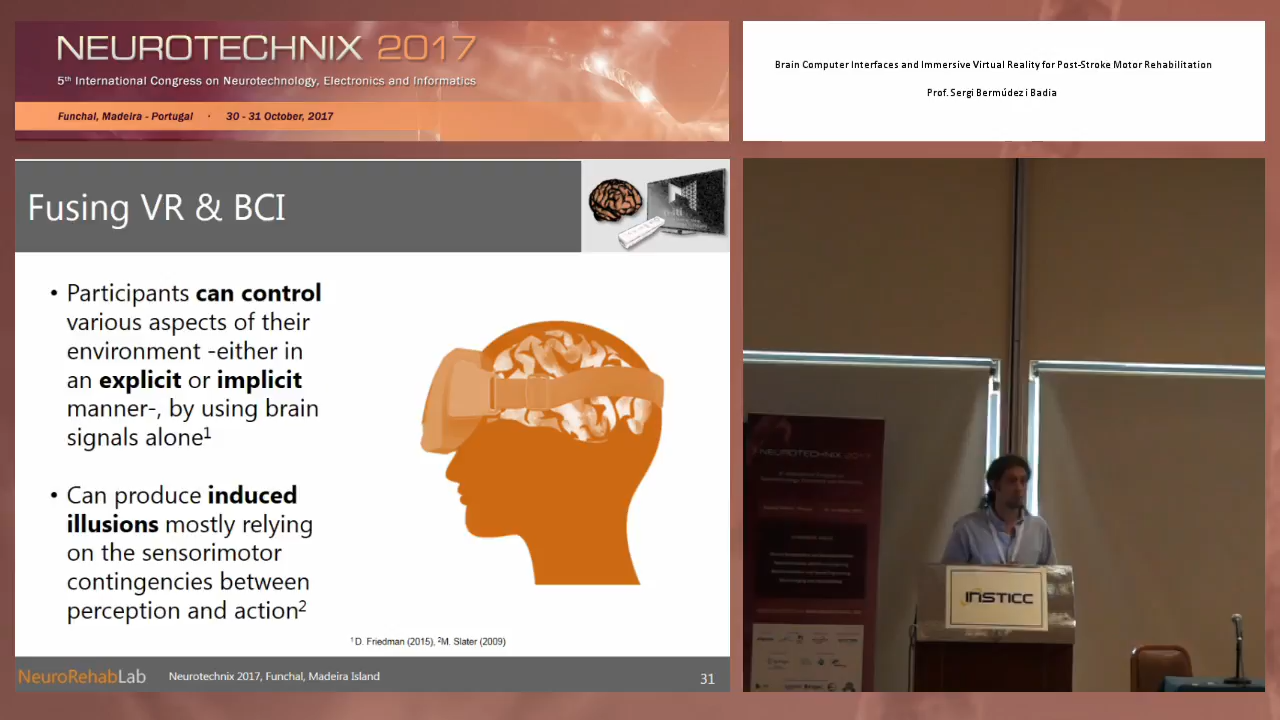 NEUROTECHNIX 2017
5th International Congress on Neurotechnology, Electronics and Informatics
Funchal, Madeira - Portugal · 30 - 31 October, 2017
Brain Computer Interfaces and Immersive Virtual Reality for Post-Stroke Motor Rehabilitation
Prof. Sergi Bermúdez i Badia
Fusing VR & BCI
• Participants can control
various aspects of their
environment -either in
an explicit or implicit
manner-, by using brain
signals alone1
• Can produce induced
illusions mostly relying
on the sensorimotor
contingencies between
perception and action2
1D. Friedman (2015), 2M. Slater (2009)
NeuroRehabLab
Neurotechnix 2017, Funchal, Madeira Island
31
NEUROTECHNIX 2017
INSTICC